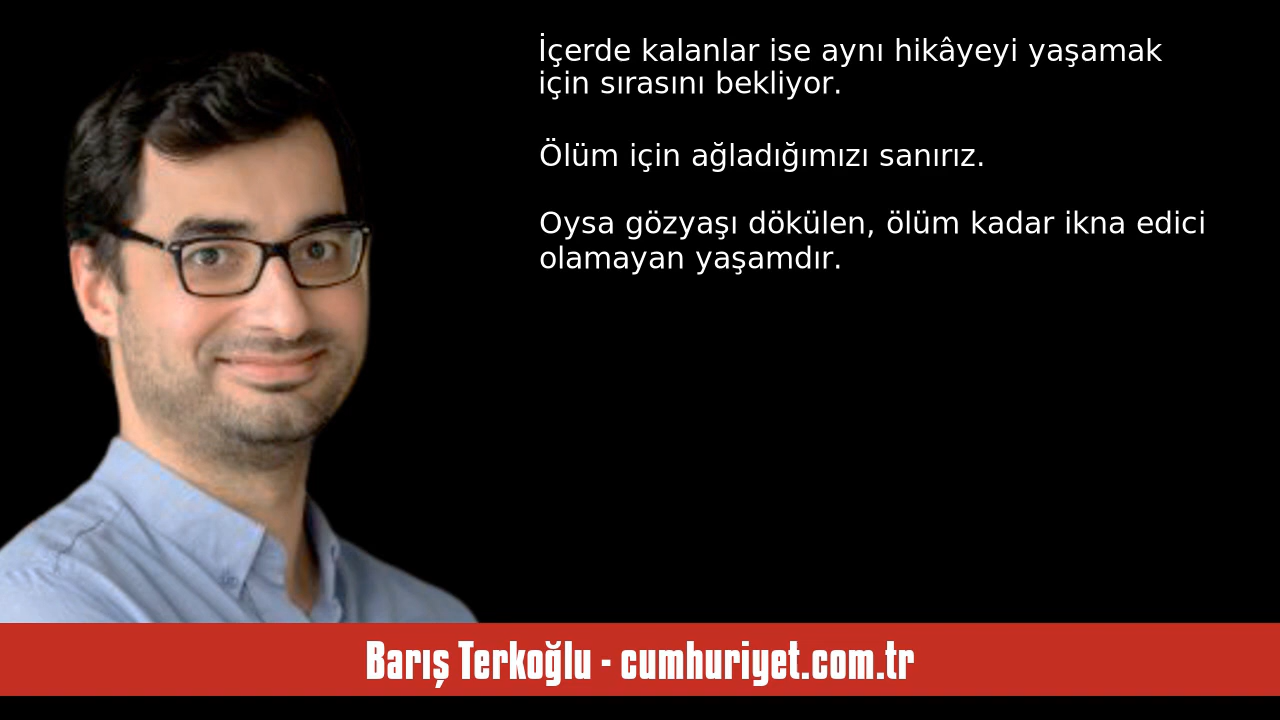 İçerde kalanlar ise aynı hikâyeyi yaşamak
için sırasını bekliyor.
Ölüm için ağladığımızı sanırız.
Oysa gözyaşı dökülen, ölüm kadar ikna edici
olamayan yaşamdır.
Barış Terkoğlu - cumhuriyet.com.tr